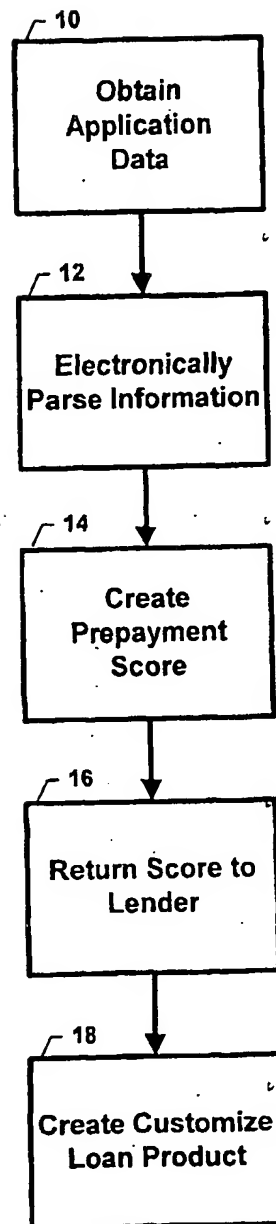 10
Obtain
Application
Data
12
Electronically
Parse Information
14
Create
Prepayment
Score
16
Return Score to
Lender
18
Create Customize
Loan Product